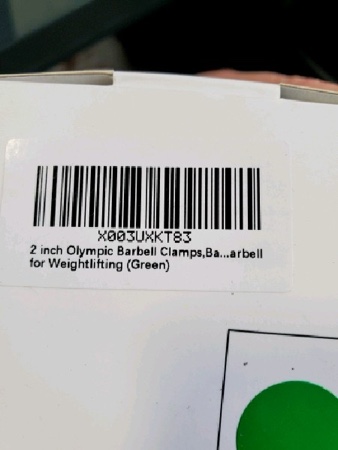 X003UXKT83
2 inch Olympic Barbell Clamps,Ba...arbell
for Weightlifting (Green)